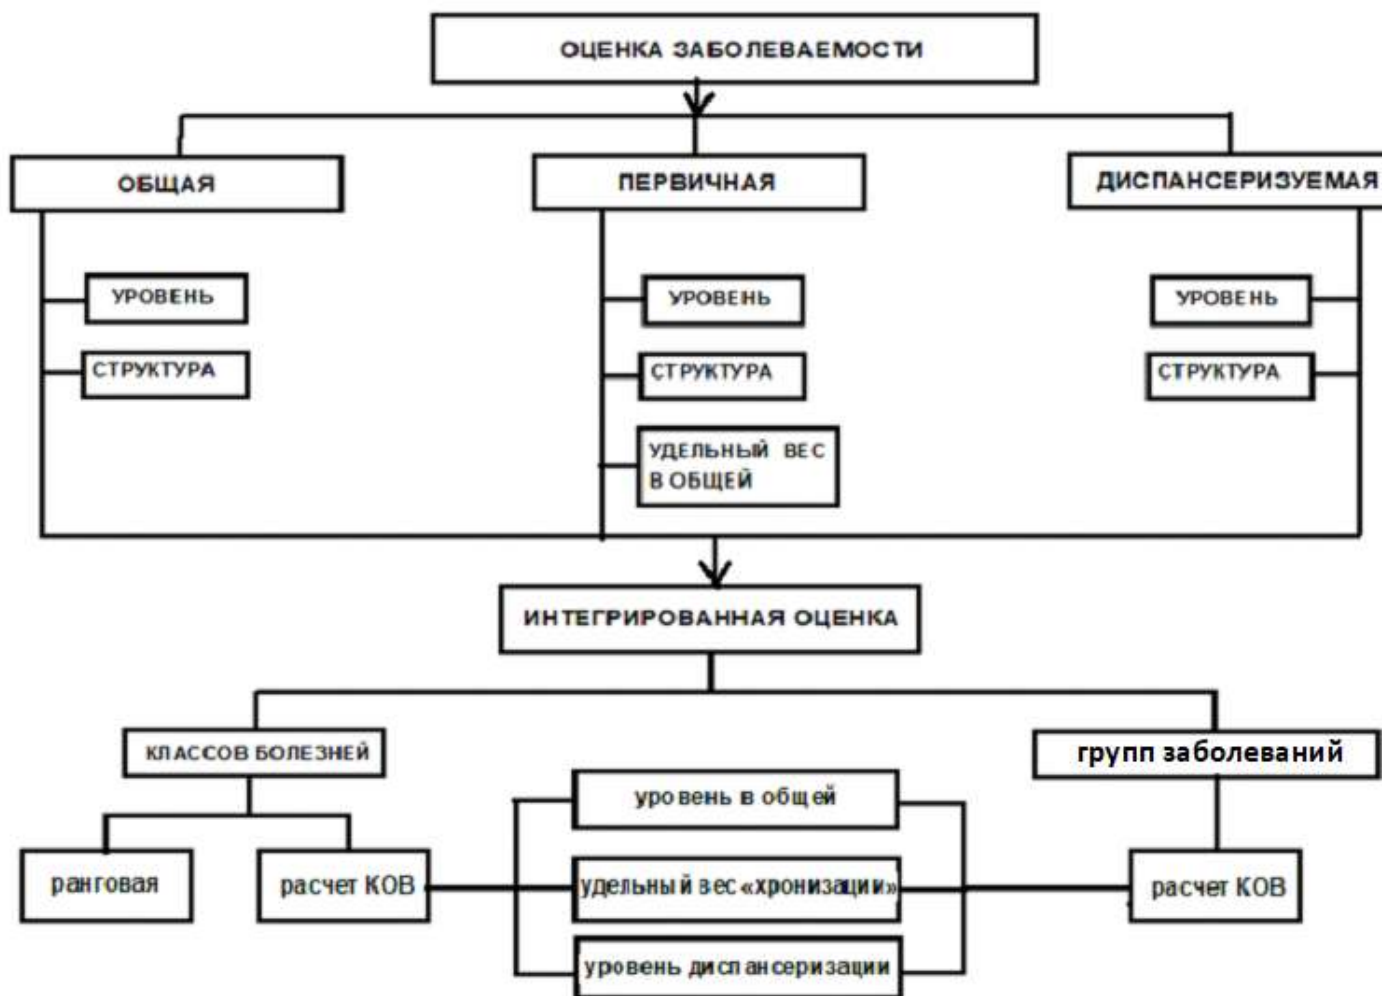 ОЦЕНКА ЗАБОЛЕВАЕМОСТИ
ОБЩАЯ
ПЕРВИЧНАЯ
ДИСПАНСЕРИЗУЕМАЯ
УРОВЕНЬ
УРОВЕНЬ
УРОВЕНЬ
СТРУКТУРА
СТРУКТУРА
СТРУКТУРА
УДЕЛЬНЫЙ ВЕС
В ОБЩЕЙ
ИНТЕГРИРОВАННАЯ ОЦЕНКА
КЛАССОВ БОЛЕЗНЕЙ
групп заболеваний
уровень в общей
ранговая
расчет КОВ
удельный вес «хронизации»
расчет КОВ
уровень диспансеризации